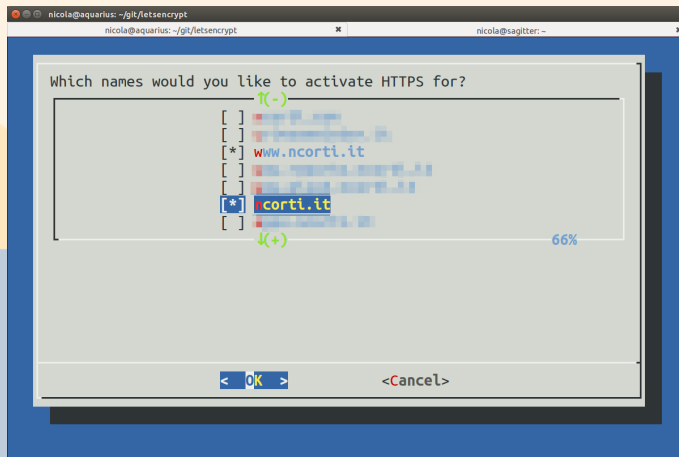 nicola@aquarius: ~/git/letsencrypt
nicola@aquarius: ~/git/letsencrypt ✖ nicola@sagitter: ~ ✖
Which names would you like to activate HTTPS for?
↑(-)
[ ]
[ ]
[*] www.ncorti.it
[ ]
[ ]
[*] ncorti.it
[ ]
↓(+) 66%
< OK > <Cancel>